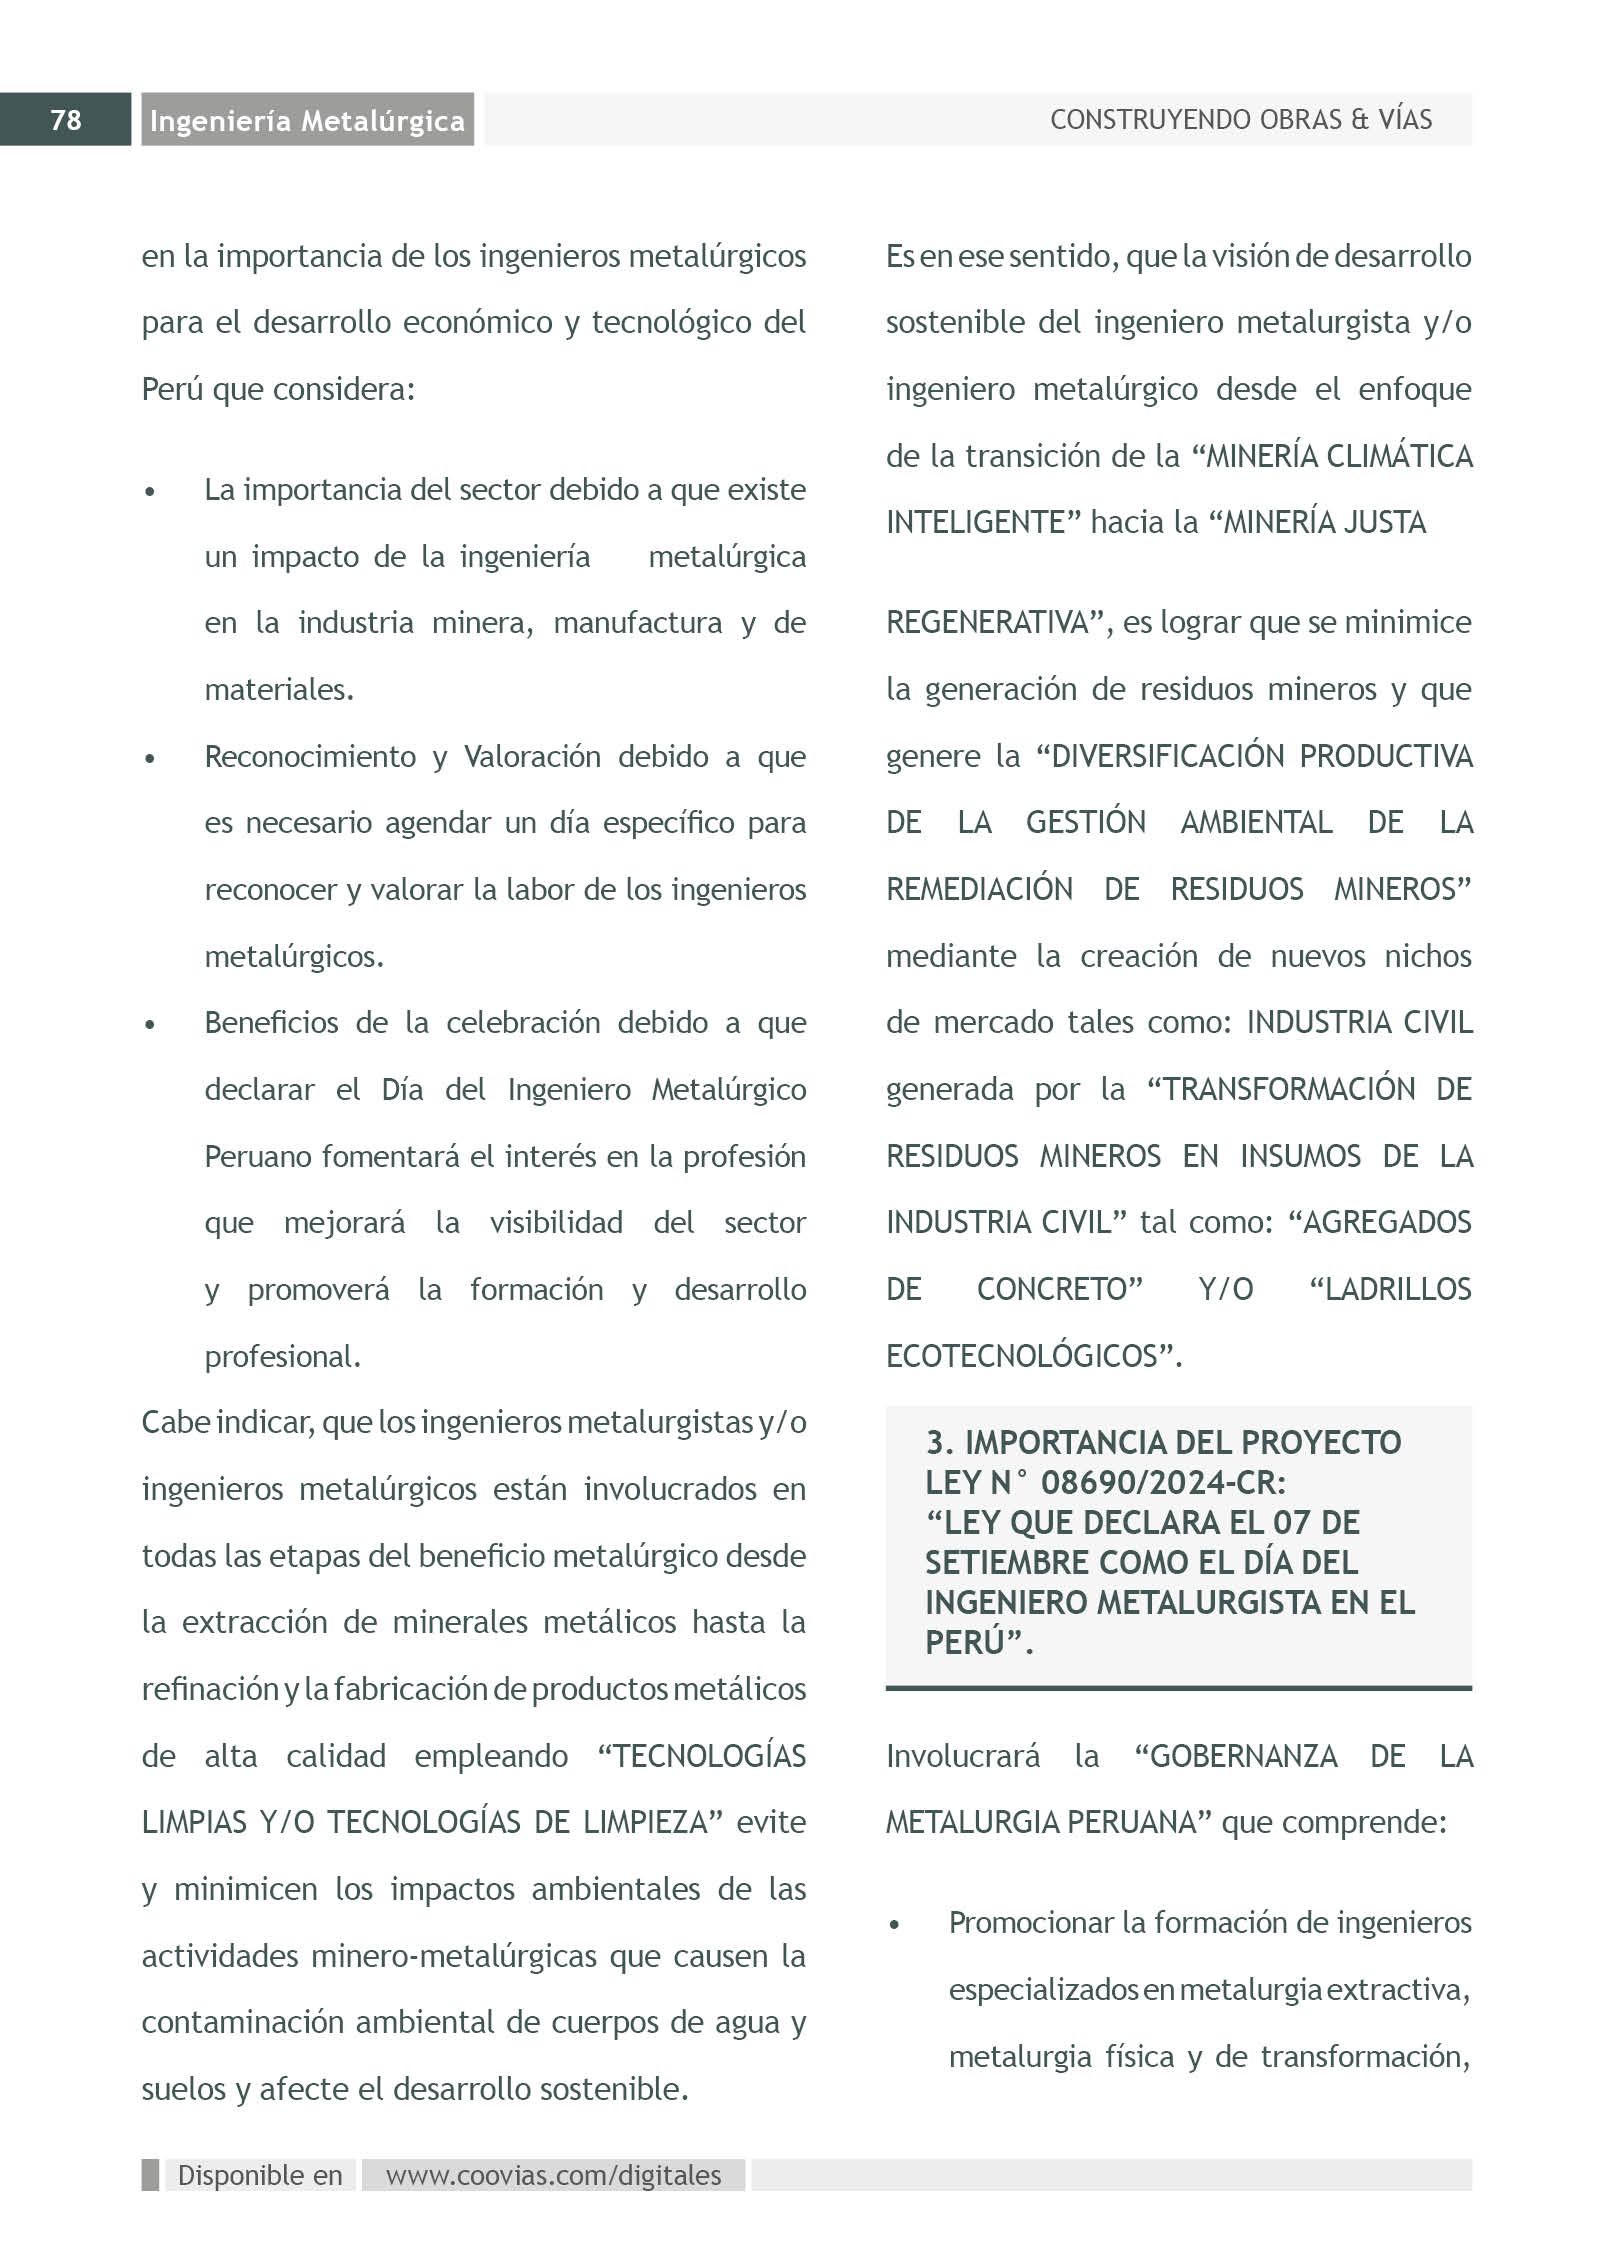 78
Ingeniería Metalúrgica
CONSTRUYENDO OBRAS & VÍAS
en la importancia de los ingenieros metalúrgicos
para el desarrollo económico y tecnológico del
Perú que considera:
• La importancia del sector debido a que existe
un impacto de la ingeniería metalúrgica
en la industria minera, manufactura y de
materiales.
• Reconocimiento y Valoración debido a que
es necesario agendar un día específico para
reconocer y valorar la labor de los ingenieros
metalúrgicos.
• Beneficios de la celebración debido a que
declarar el Día del Ingeniero Metalúrgico
Peruano fomentará el interés en la profesión
que mejorará la visibilidad del sector
y promoverá la formación y desarrollo
profesional.
Cabe indicar, que los ingenieros metalurgistas y/o
ingenieros metalúrgicos están involucrados en
todas las etapas del beneficio metalúrgico desde
la extracción de minerales metálicos hasta la
refinación y la fabricación de productos metálicos
de alta calidad empleando “TECNOLOGÍAS
LIMPIAS Y/O TECNOLOGÍAS DE LIMPIEZA” evite
y minimicen los impactos ambientales de las
actividades minero-metalúrgicas que causen la
contaminación ambiental de cuerpos de agua y
suelos y afecte el desarrollo sostenible.
Es en ese sentido, que la visión de desarrollo
sostenible del ingeniero metalurgista y/o
ingeniero metalúrgico desde el enfoque
de la transición de la “MINERÍA CLIMÁTICA
INTELIGENTE” hacia la “MINERÍA JUSTA
REGENERATIVA”, es lograr que se minimice
la generación de residuos mineros y que
genere la “DIVERSIFICACIÓN PRODUCTIVA
DE LA GESTIÓN AMBIENTAL DE LA
REMEDIACIÓN DE RESIDUOS MINEROS”
mediante la creación de nuevos nichos
de mercado tales como: INDUSTRIA CIVIL
generada por la “TRANSFORMACIÓN DE
RESIDUOS MINEROS EN INSUMOS DE LA
INDUSTRIA CIVIL” tal como: “AGREGADOS
DE CONCRETO” Y/O “LADRILLOS
ECOTECNOLÓGICOS”.
3. IMPORTANCIA DEL PROYECTO
LEY N° 08690/2024-CR:
“LEY QUE DECLARA EL 07 DE
SETIEMBRE COMO EL DÍA DEL
INGENIERO METALURGISTA EN EL
PERÚ”.
Involucrará la “GOBERNANZA DE LA
METALURGIA PERUANA” que comprende:
• Promocionar la formación de ingenieros
especializados en metalurgia extractiva,
metalurgia física y de transformación,
Disponible en www.coovias.com/digitales